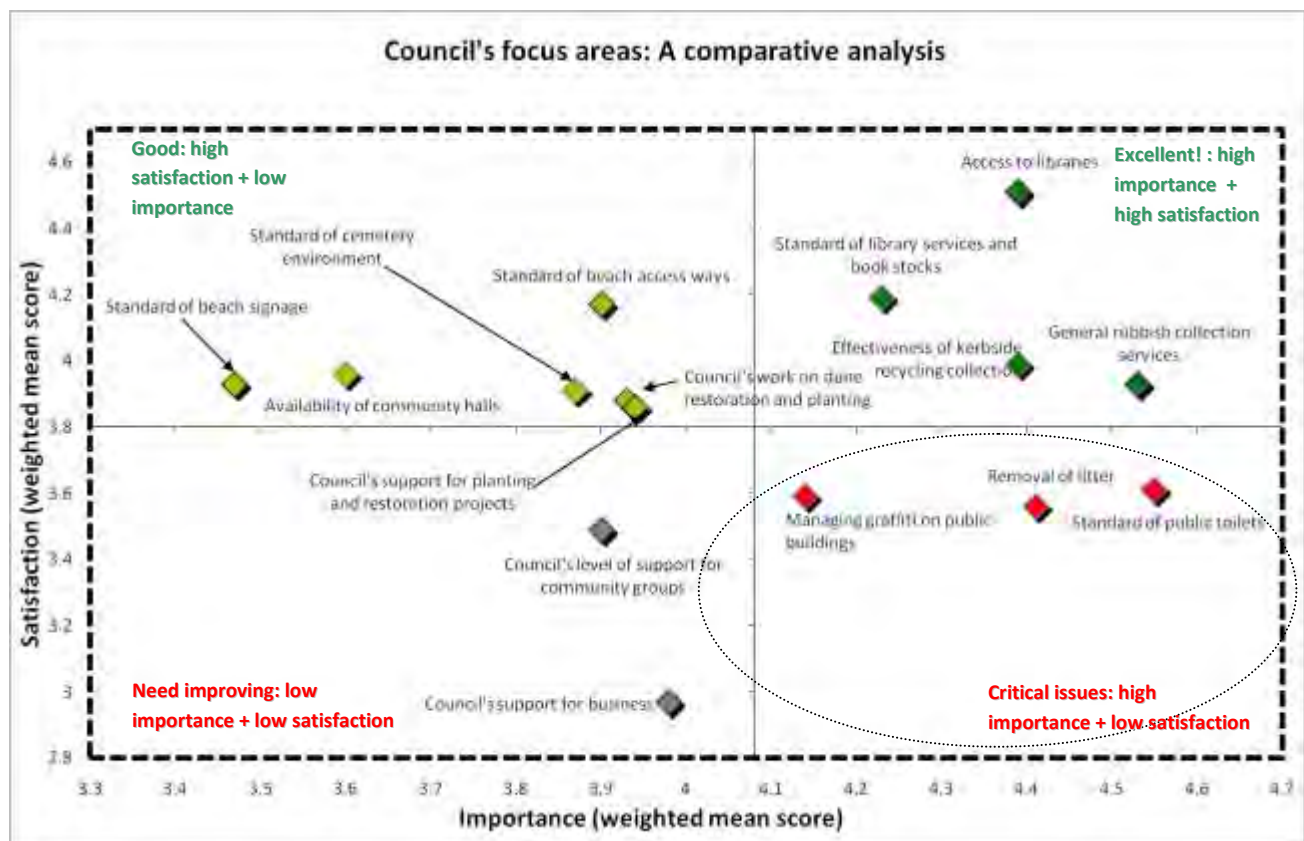 Council's focus areas: A comparative analysis
Good: high
satisfaction + low
importance
Excellent! : high
importance +
high satisfaction
Access to libranes
Standard of cemetery
environment
Standard of library services and
book stocks
Standard of beach access ways
Standard of beach signage
General rubbish collection
services
Effectiveness of kerbside
recycling collection
Council's work on dune
restoration and planting
Availability of community halls
Council's support for planting
and restoration projects
Removal of litter
Managing graffiti on public
buildings
Standard of public toilets
Council's level of support for
community groups
Need improving: low
importance + low satisfaction
Critical issues: high
importance + low satisfaction
Council's support for business
Satisfaction (weighted mean score)
4.6
4.4
4.2
4
3.8
3.6
3.4
3.2
3
2.8
3.3 3.4 3.5 3.6 3.7 3.8 3.9 4 4.1 4.2 4.3 4.4 4.5 4.6 4.7
Importance (weighted mean score)